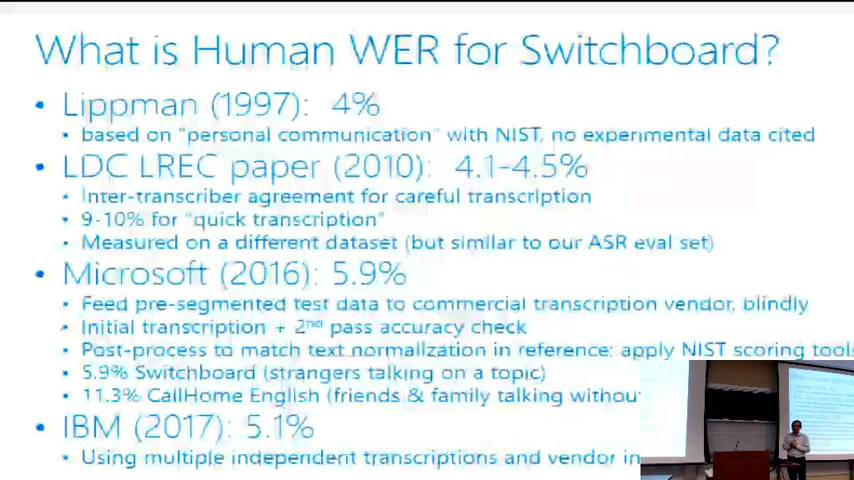 What is Human WER for Switchboard?
• Lippman (1997): 4%
• based on "personal communication" with NIST, no experimental data cited
• LDC LREC paper (2010): 4.1-4.5%
• Inter-transcriber agreement for careful transcription
• 9-10% for "quick transcription"
• Measured on a different dataset (but similar to our ASR eval set)
• Microsoft (2016): 5.9%
• Feed pre-segmented test data to commercial transcription vendor, blindly
• Initial transcription + 2nd pass accuracy check
• Post-process to match text normalization in reference; apply NIST scoring tools
• 5.9% Switchboard (strangers talking on a topic)
• 11.3% CallHome English (friends & family talking withou
• IBM (2017): 5.1%
• Using multiple independent transcriptions and vendor in